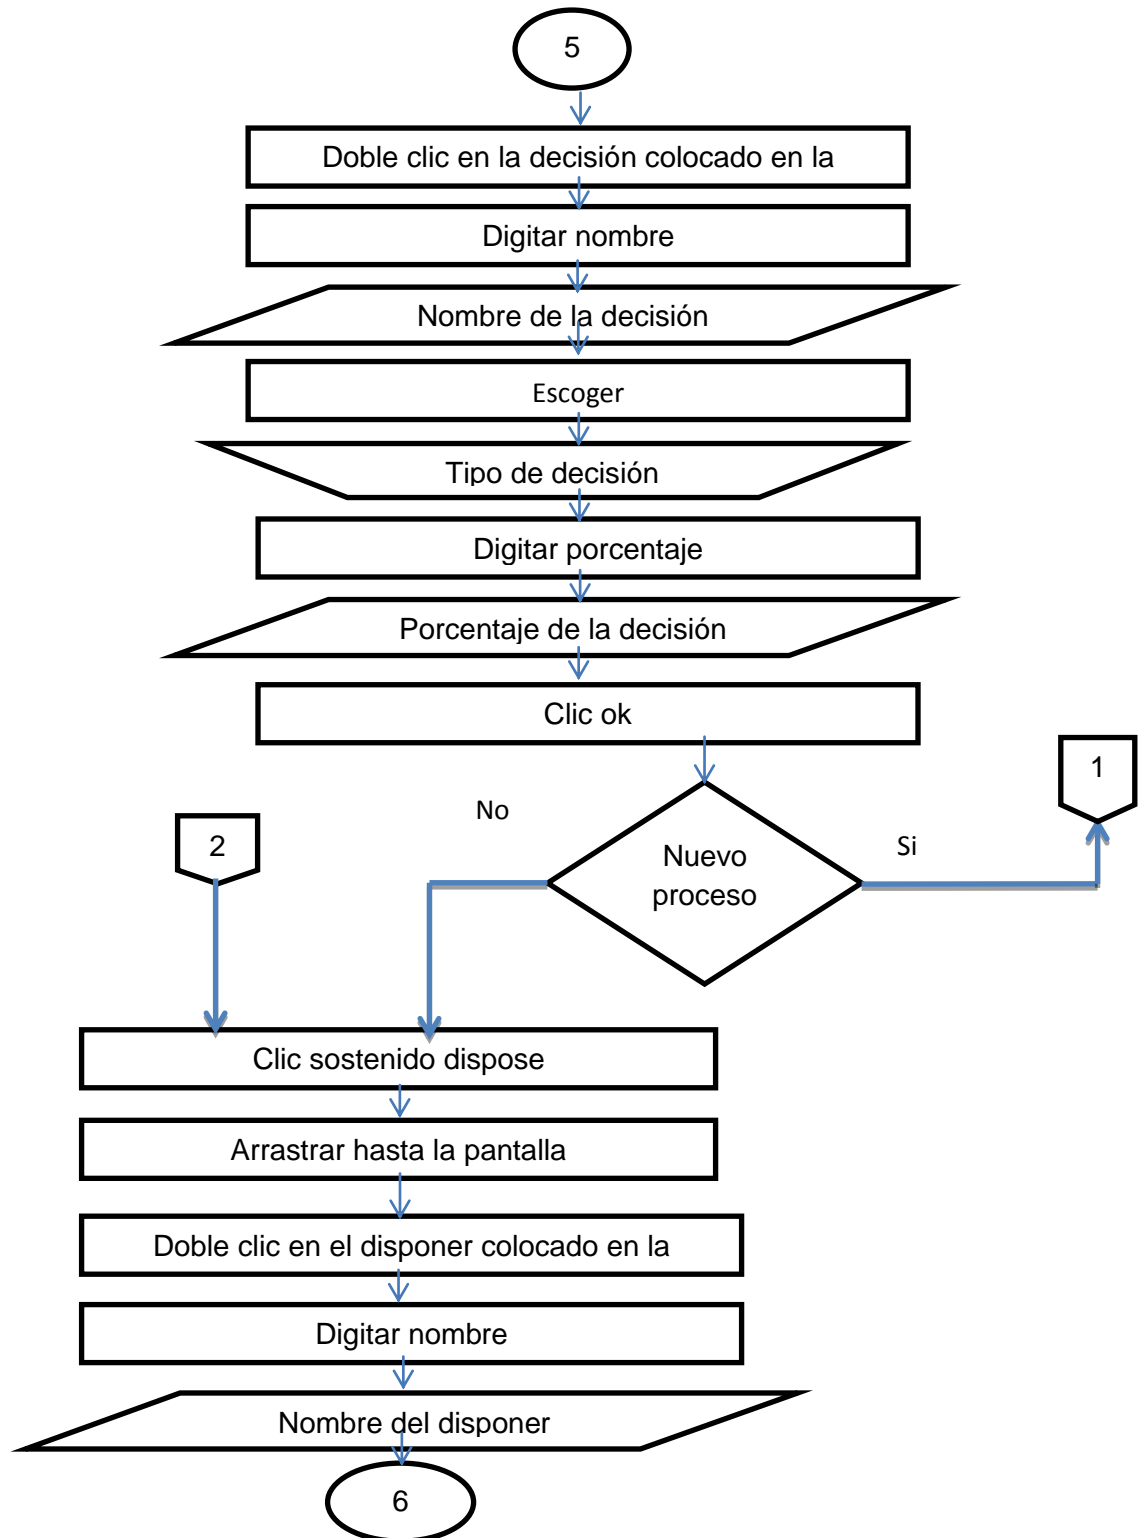 5
Doble clic en la decisión colocado en la
Digitar nombre
Nombre de la decisión
Escoger
Tipo de decisión
Digitar porcentaje
Porcentaje de la decisión
Clic ok
1
No
2
Si
Nuevo
proceso
Clic sostenido dispose
Arrastrar hasta la pantalla
Doble clic en el disponer colocado en la
Digitar nombre
Nombre del disponer
6